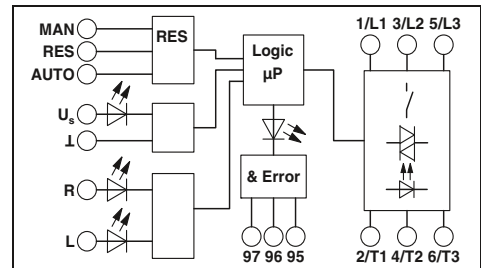 MAN
RES
AUTO
RES
Us
⊥
R
L
Logic
µP
& Error
97 96 95
1/L1 3/L2 5/L3
2/T1 4/T2 6/T3